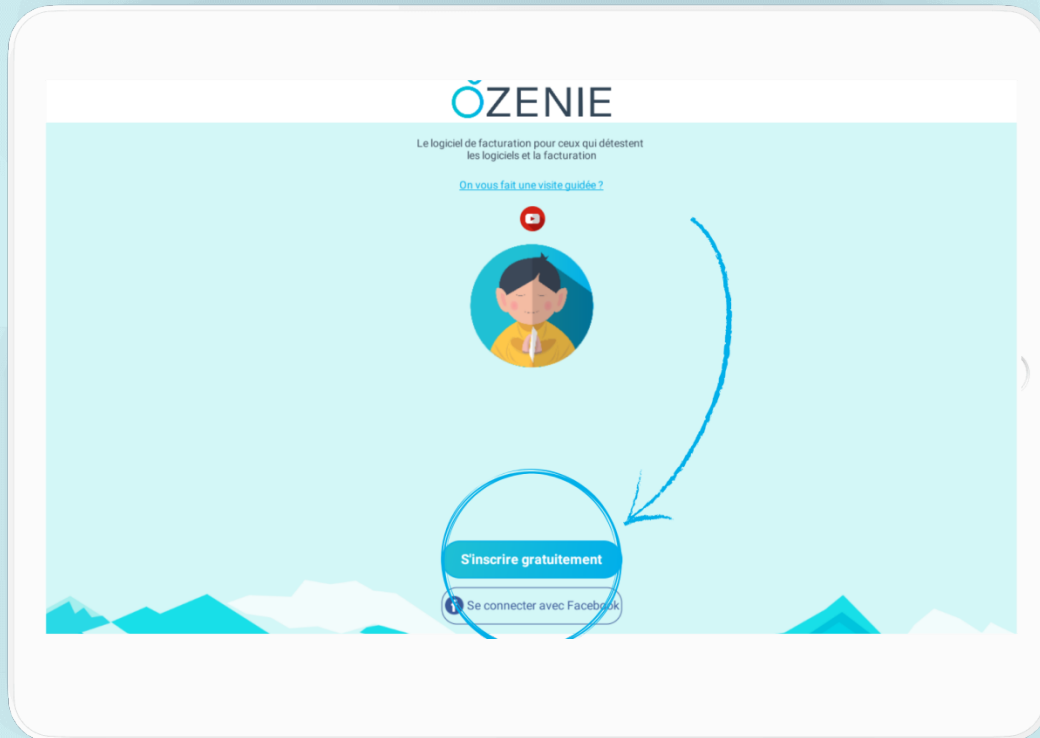 ŎZENIE
Le logiciel de facturation pour ceux qui détestent
les logiciels et la facturation
On vous fait une visite guidée ?
S'inscrire gratuitement
Se connecter avec Facebook